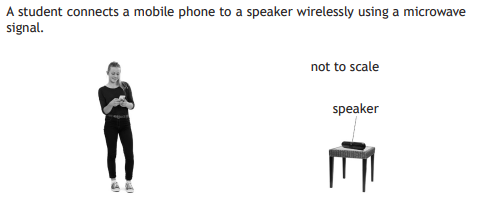 A student connects a mobile phone to a speaker wirelessly using a microwave
signal.
not to scale
speaker